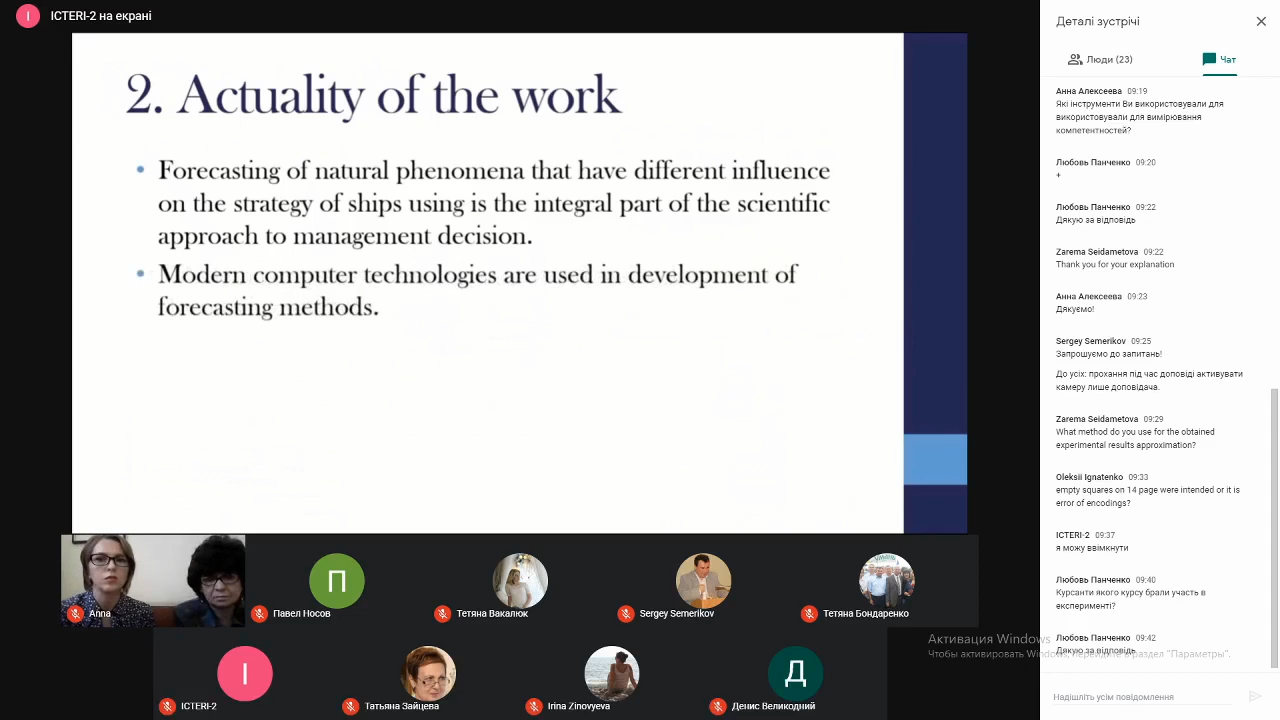 I
ICTERI-2 на екрані
2. Actuality of the work
Forecasting of natural phenomena that have different influence
on the strategy of ships using is the integral part of the scientific
approach to management decision.
Modern computer technologies are used in development of
forecasting methods.
Anna
П
Павел Носов
Тетяна Вакалюк
Sergey Semerikov
Тетяна Бондаренко
I
ICTERI-2
Татьяна Зайцева
Irina Zinovyeva
Д
Денис Великодний
Деталі зустрічі
Люди (23)
Чат
Анна Алексеева 09:19
Які інструменти Ви використовували для
використовували для вимірювання
компетентностей?
Любовь Панченко 09:20
+
Любовь Панченко 09:22
Дякую за відповідь
Zarema Seidametova 09:22
Thank you for your explanation
Анна Алексеева 09:23
Дякуємо!
Sergey Semerikov 09:25
Запрошуємо до запитань!
До усіх: прохання під час доповіді активувати
камеру лише доповідача.
Zarema Seidametova 09:29
What method do you use for the obtained
experimental results approximation?
Oleksii Ignatenko 09:33
empty squares on 14 page were intended or it is
error of encodings?
ICTERI-2 09:37
я можу ввімкнути
Любовь Панченко 09:40
Курсанти якого курсу брали участь в
експерименті?
Любовь Панченко 09:42
Дякую за відповідь
Активация Windows
Чтобы активировать Windows, перейдите в раздел "Параметры".
Надішліть усім повідомлення